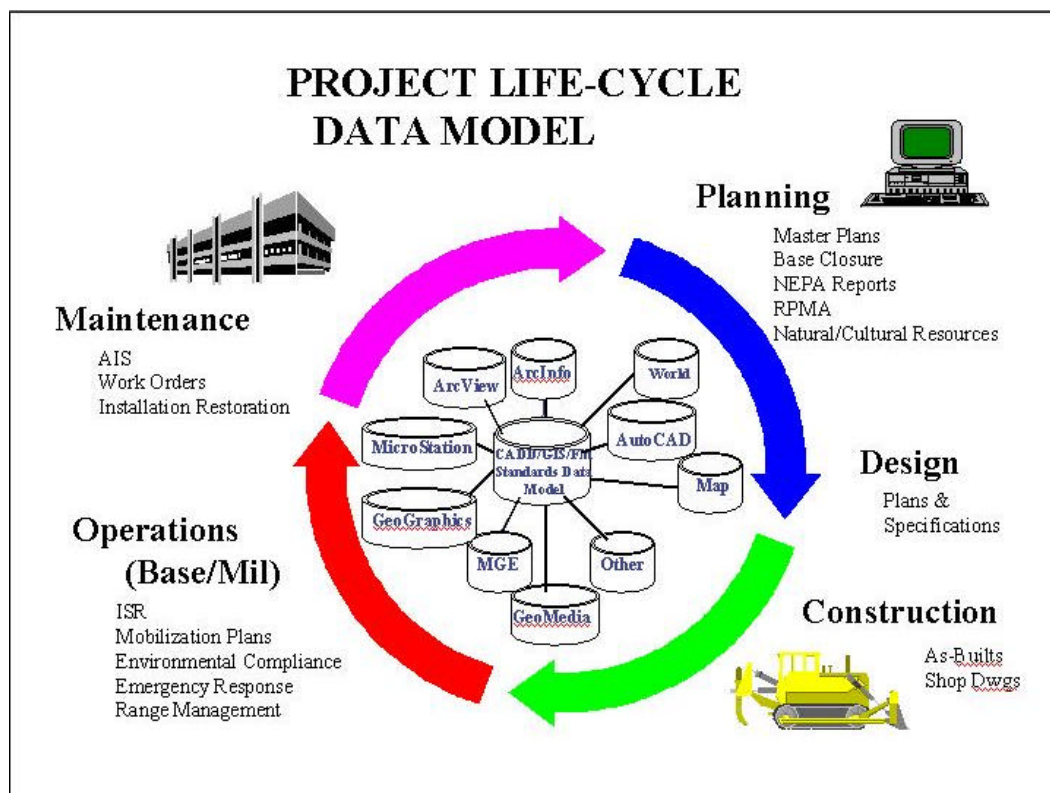 PROJECT LIFE-CYCLE
DATA MODEL
Planning
Master Plans
Base Closure
NEPA Reports
RPMA
Natural/Cultural Resources
Design
Plans &
Specifications
Construction
As-Builts
Shop Dwgs
Operations
(Base/Mil)
ISR
Mobilization Plans
Environmental Compliance
Emergency Response
Range Management
Maintenance
AIS
Work Orders
Installation Restoration
ArcView
ArcInfo
World
MicroStation
CADD/GIS/FM
Standards Data
Model
AutoCAD
Map
GeoGraphics
MGE
Other
GeoMedia